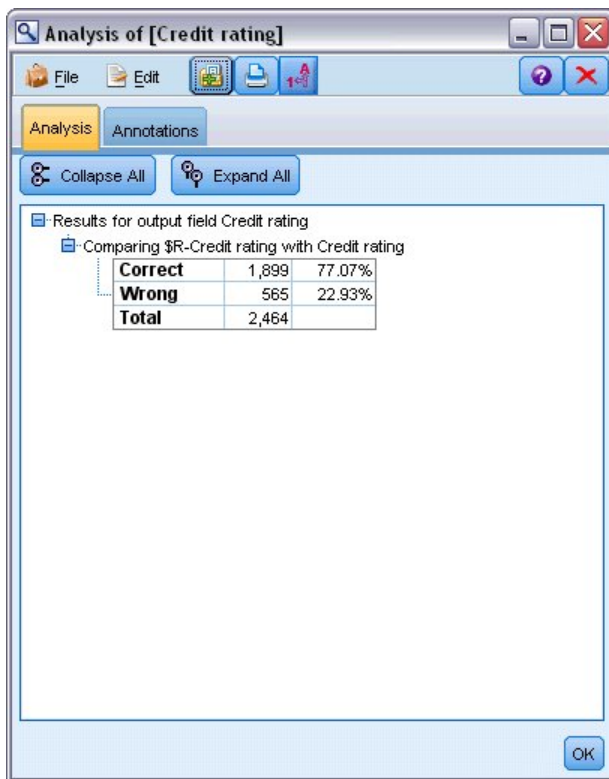 Analysis of [Credit rating]
File Edit
Analysis Annotations
Collapse All Expand All
Results for output field Credit rating
Comparing $R-Credit rating with Credit rating
Correct 1,899 77.07%
Wrong 565 22.93%
Total 2,464
OK